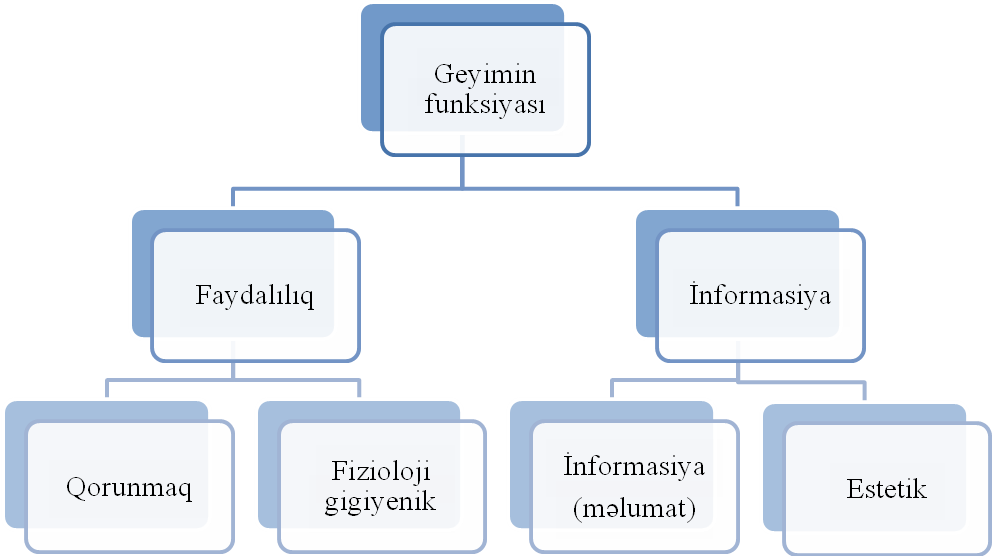 Geyimin
funksiyası
Faydalılıq
İnformasiya
Qorunmaq
Fizioloji
gigiyenik
İnformasiya
(məlumat)
Estetik